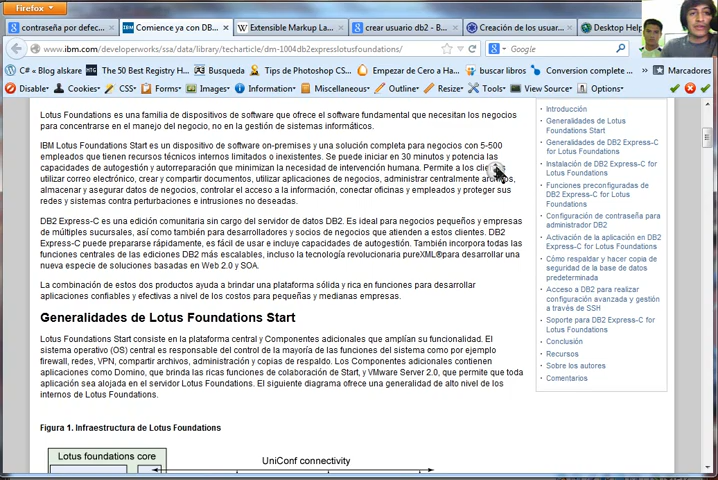 Firefox
contraseña por defec...
Comience ya con DB...
Extensible Markup La...
crear usuario db2 - B...
Creación de los usuar...
Desktop Help
www.ibm.com/developerworks/ssa/data/library/techarticle/dm-1004db2expresslotusfoundations/
Google
C# « Blog alskare
The 50 Best Registry H...
Busqueda
Tips de Photoshop CS...
Empezar de Cero a Ha...
buscar libros
Conversion complete ...
Marcadores
Disable
Cookies
CSS
Forms
Images
Information
Miscellaneous
Outline
Resize
Tools
View Source
Options
Lotus Foundations es una familia de dispositivos de software que ofrece el software fundamental que necesitan los negocios
para concentrarse en el manejo del negocio, no en la gestión de sistemas informáticos.
IBM Lotus Foundations Start es un dispositivo de software on-premises y una solución completa para negocios con 5-500
empleados que tienen recursos técnicos internos limitados o inexistentes. Se puede iniciar en 30 minutos y potencia las
capacidades de autogestión y autoreparación que minimizan la necesidad de intervención humana. Permite a los
utilizar correo electrónico, crear y compartir documentos, utilizar aplicaciones de negocios, administrar centralmente archivos,
almacenar y asegurar datos de negocios, controlar el acceso a la información, conectar oficinas y empleados y proteger sus
redes y sistemas contra perturbaciones e intrusiones no deseadas.
DB2 Express-C es una edición comunitaria sin cargo del servidor de datos DB2. Es ideal para negocios pequeños y empresas
de múltiples sucursales, así como también para desarrolladores y socios de negocios que atienden a estos clientes. DB2
Express-C puede prepararse rápidamente, es fácil de usar e incluye capacidades de autogestión. También incorpora todas las
funciones centrales de las ediciones DB2 más escalables, incluso la tecnología revolucionaria pureXML®para desarrollar una
nueva especie de soluciones basadas en Web 2.0 y SOA.
La combinación de estos dos productos ayuda a brindar una plataforma sólida y rica en funciones para desarrollar
aplicaciones confiables y efectivas a nivel de los costos para pequeñas y medianas empresas.
Generalidades de Lotus Foundations Start
Lotus Foundations Start consiste en la plataforma central y Componentes adicionales que amplían su funcionalidad. El
sistema operativo (OS) central es responsable del control de la mayoría de las funciones del sistema como por ejemplo
firewall, redes, VPN, compartir archivos, administración y copias de respaldo. Los Componentes adicionales contienen
aplicaciones como Domino, que brinda las ricas funciones de colaboración de Start, y VMware Server 2.0, que permite que toda
aplicación sea alojada en el servidor Lotus Foundations. El siguiente diagrama ofrece una generalidad de alto nivel de los
internos de Lotus Foundations.
Figura 1. Infraestructura de Lotus Foundations
Lotus foundations core
UniConf connectivity
Introducción
Generalidades de Lotus
Foundations Start
Generalidades de DB2 Express-C
for Lotus Foundations
Instalación de DB2 Express-C for
Lotus Foundations
Funciones preconfiguradas de
DB2 Express-C for Lotus
Foundations
Configuración de contraseña para
administrador DB2
Activación de la aplicación en DB2
Express-C for Lotus Foundations
Cómo respaldar y hacer copia de
seguridad de la base de datos
predeterminada
Acceso a DB2 para realizar
configuración avanzada y gestión
a través de SSH
Soporte para DB2 Express-C for
Lotus Foundations
Conclusión
Recursos
Sobre los autores
Comentarios